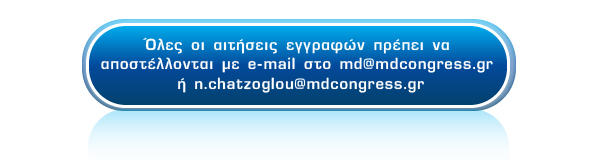 Όλες οι αιτήσεις εγγραφών πρέπει να
αποστέλλονται με e-mail στο md@mdcongress.gr
ή n.chatzoglou@mdcongress.gr